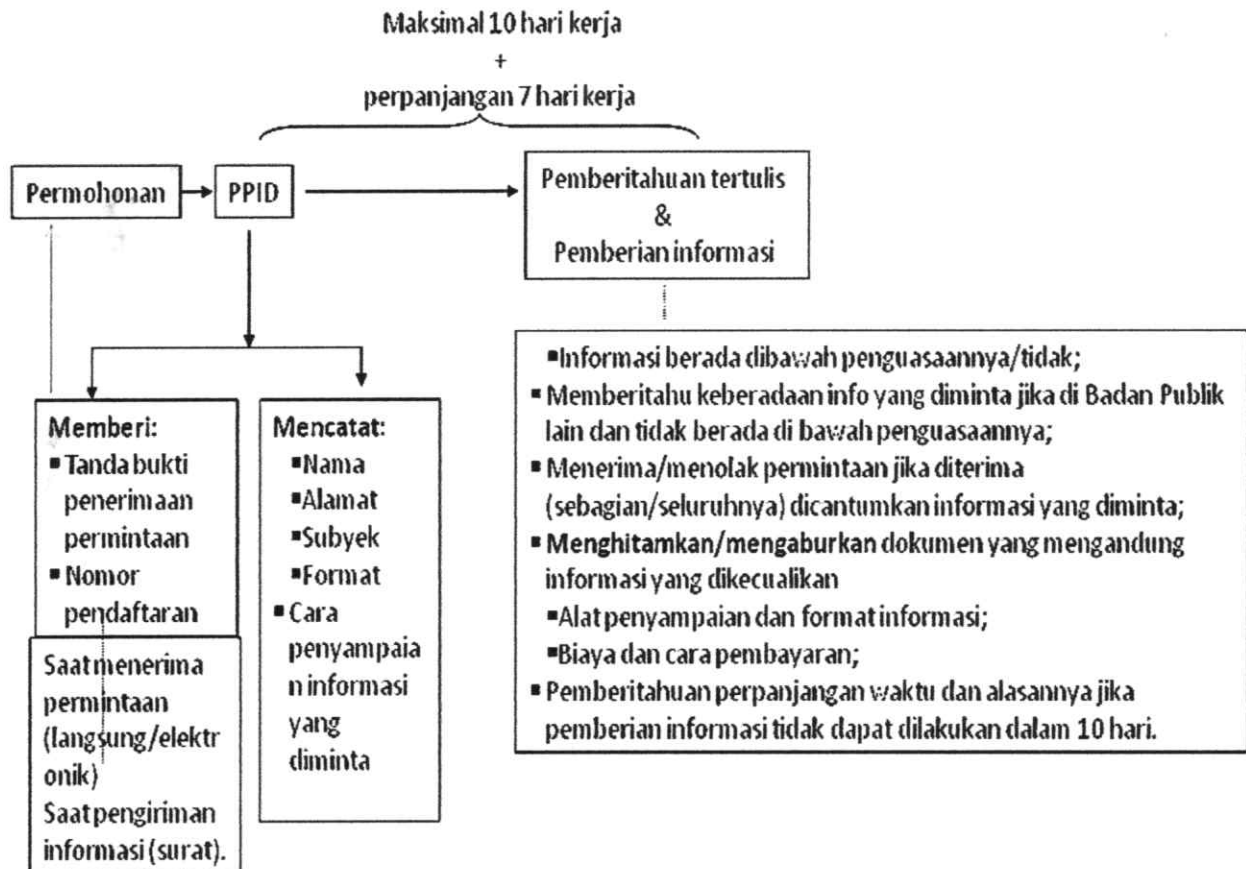 Maksimal 10 hari kerja
+
perpanjangan 7 hari kerja
Permohonan
PPID
Pemberitahuan tertulis
&
Pemberian informasi
Memberi:
▪ Tanda bukti
penerimaan
permintaan
▪ Nomor
pendaftaran
Saat menerima
permintaan
(langsung/elektr
onik)
Saat pengiriman
informasi (surat).
Mencatat:
▪ Nama
▪ Alamat
▪ Subyek
▪ Format
▪ Cara
penyampaia
n informasi
yang
diminta
▪ Informasi berada dibawah penguasaannya/tidak;
▪ Memberitahu keberadaan info yang diminta jika di Badan Publik
lain dan tidak berada di bawah penguasaannya;
▪ Menerima/menolak permintaan jika diterima
(sebagian/seluruhnya) dicantumkan informasi yang diminta;
▪ Menghitamkan/mengaburkan dokumen yang mengandung
informasi yang dikecualikan
▪ Alat penyampaian dan format informasi;
▪ Biaya dan cara pembayaran;
▪ Pemberitahuan perpanjangan waktu dan alasannya jika
pemberian informasi tidak dapat dilakukan dalam 10 hari.